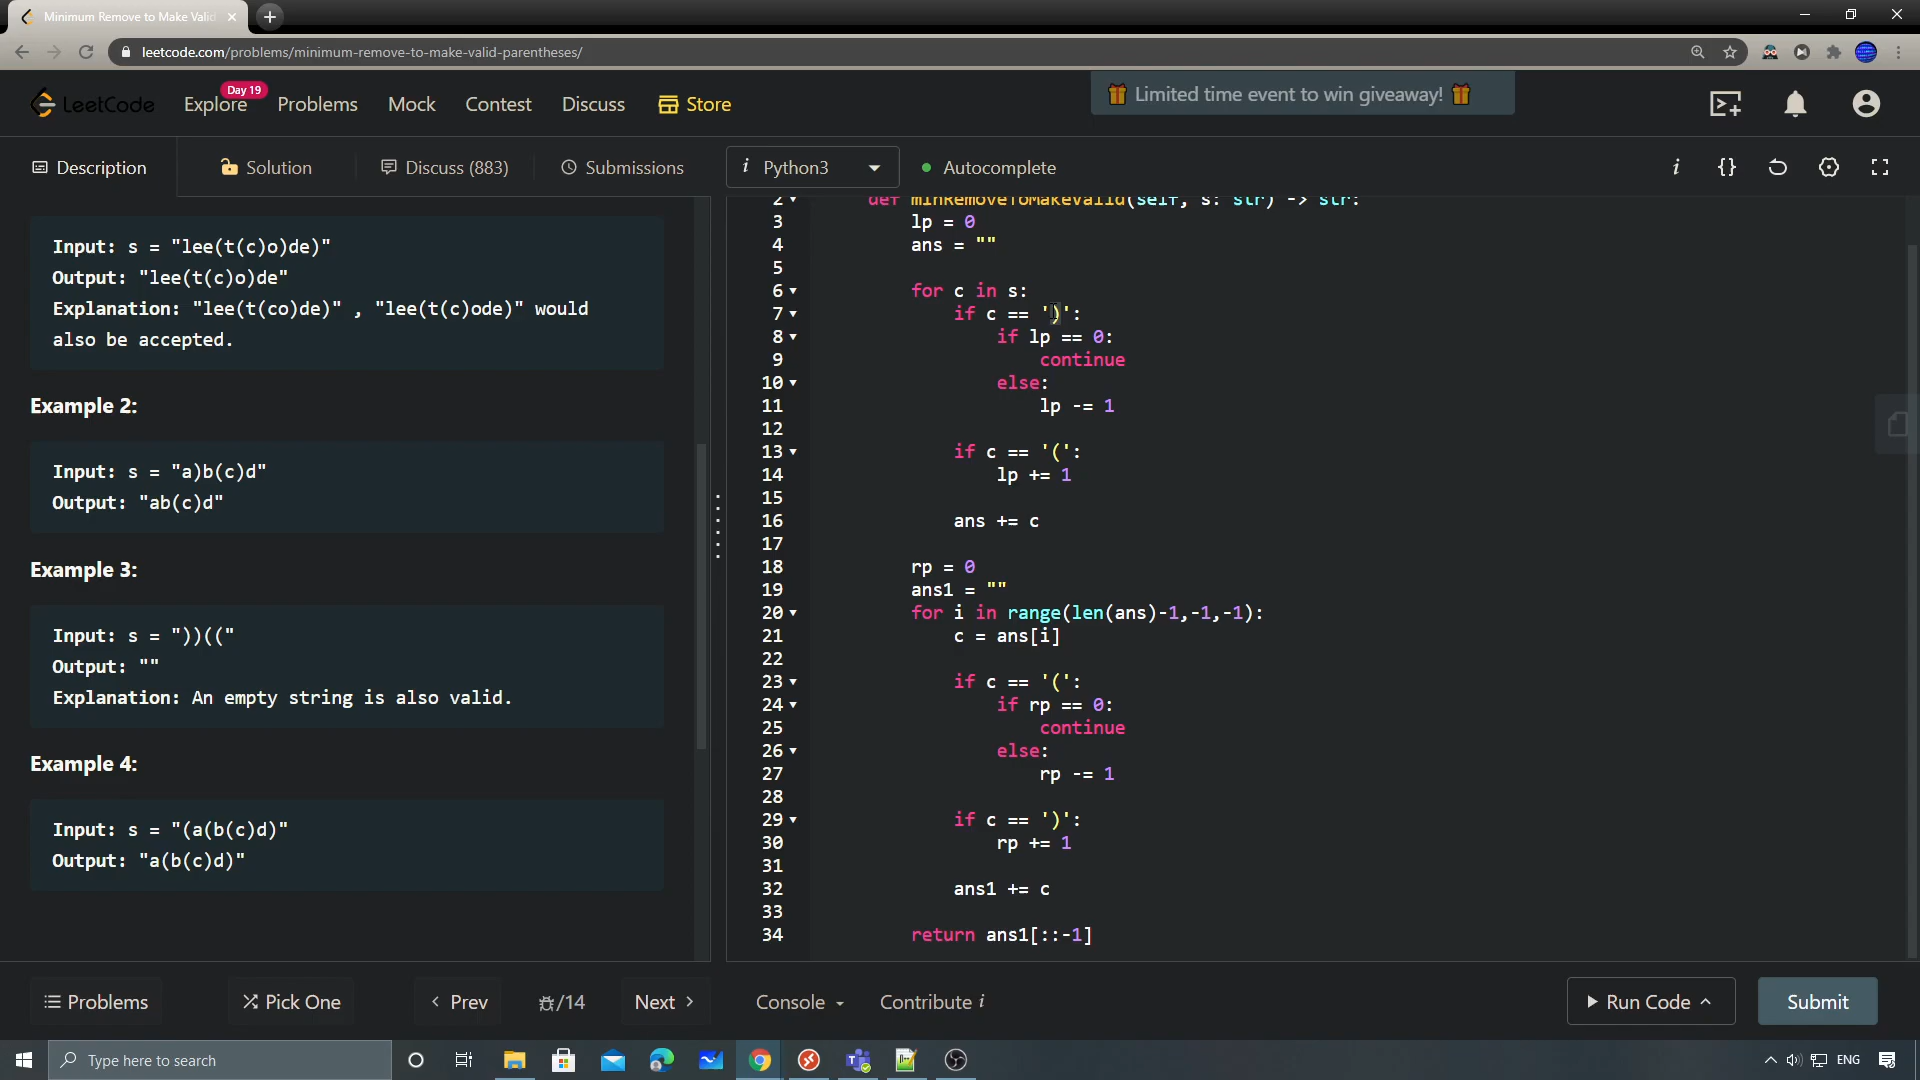 Minimum Remove to Make Valid
leetcode.com/problems/minimum-remove-to-make-valid-parentheses/
LeetCode
Explore
Day 19
Problems
Mock
Contest
Discuss
Store
Limited time event to win giveaway!
Description
Solution
Discuss (883)
Submissions
i Python3
Autocomplete
i
{}
Input: s = "lee(t(c)o)de)"
Output: "lee(t(c)o)de"
Explanation: "lee(t(co)de)" , "lee(t(c)ode)" would
also be accepted.
Example 2:
Input: s = "a)b(c)d"
Output: "ab(c)d"
Example 3:
Input: s = "))(("
Output: ""
Explanation: An empty string is also valid.
Example 4:
Input: s = "(a(b(c)d)"
Output: "a(b(c)d)"
2 def minRemoveToMakeValid(self, s: str) -> str:
3 lp = 0
4 ans = ""
5
6 for c in s:
7 if c == ')':
8 if lp == 0:
9 continue
10 else:
11 lp -= 1
12
13 if c == '(':
14 lp += 1
15
16 ans += c
17
18 rp = 0
19 ans1 = ""
20 for i in range(len(ans)-1,-1,-1):
21 c = ans[i]
22
23 if c == '(':
24 if rp == 0:
25 continue
26 else:
27 rp -= 1
28
29 if c == ')':
30 rp += 1
31
32 ans1 += c
33
34 return ans1[::-1]
Problems
Pick One
Prev
/14
Next
Console
Contribute i
Run Code
Submit
Type here to search
ENG